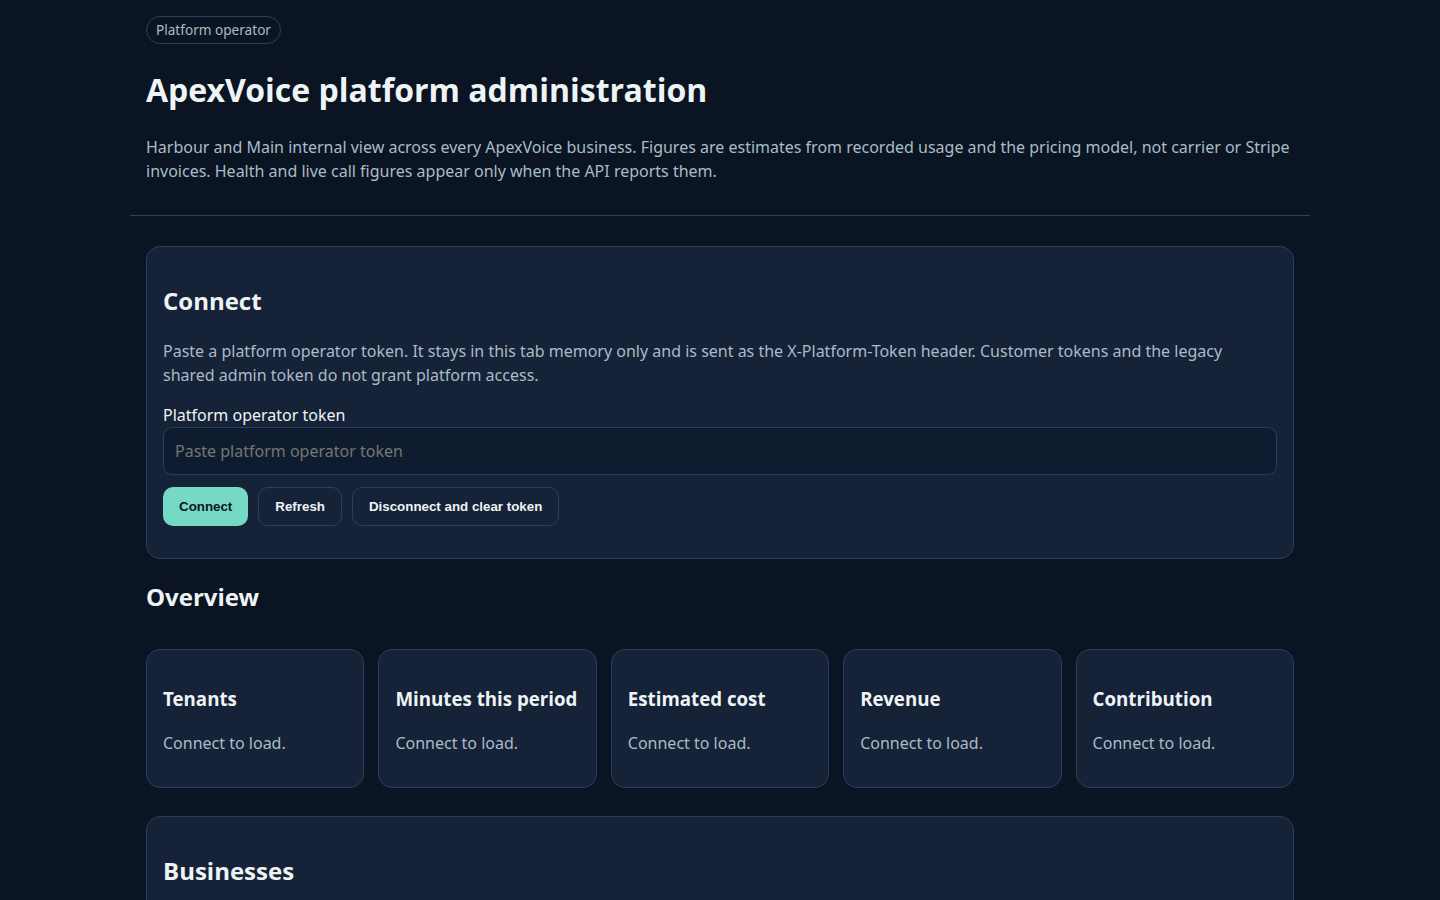 Platform operator
ApexVoice platform administration
Harbour and Main internal view across every ApexVoice business. Figures are estimates from recorded usage and the pricing model, not carrier or Stripe
invoices. Health and live call figures appear only when the API reports them.
Connect
Paste a platform operator token. It stays in this tab memory only and is sent as the X-Platform-Token header. Customer tokens and the legacy
shared admin token do not grant platform access.
Platform operator token
Paste platform operator token
Connect Refresh Disconnect and clear token
Overview
Tenants Minutes this period Estimated cost Revenue Contribution
Connect to load. Connect to load. Connect to load. Connect to load. Connect to load.
Businesses